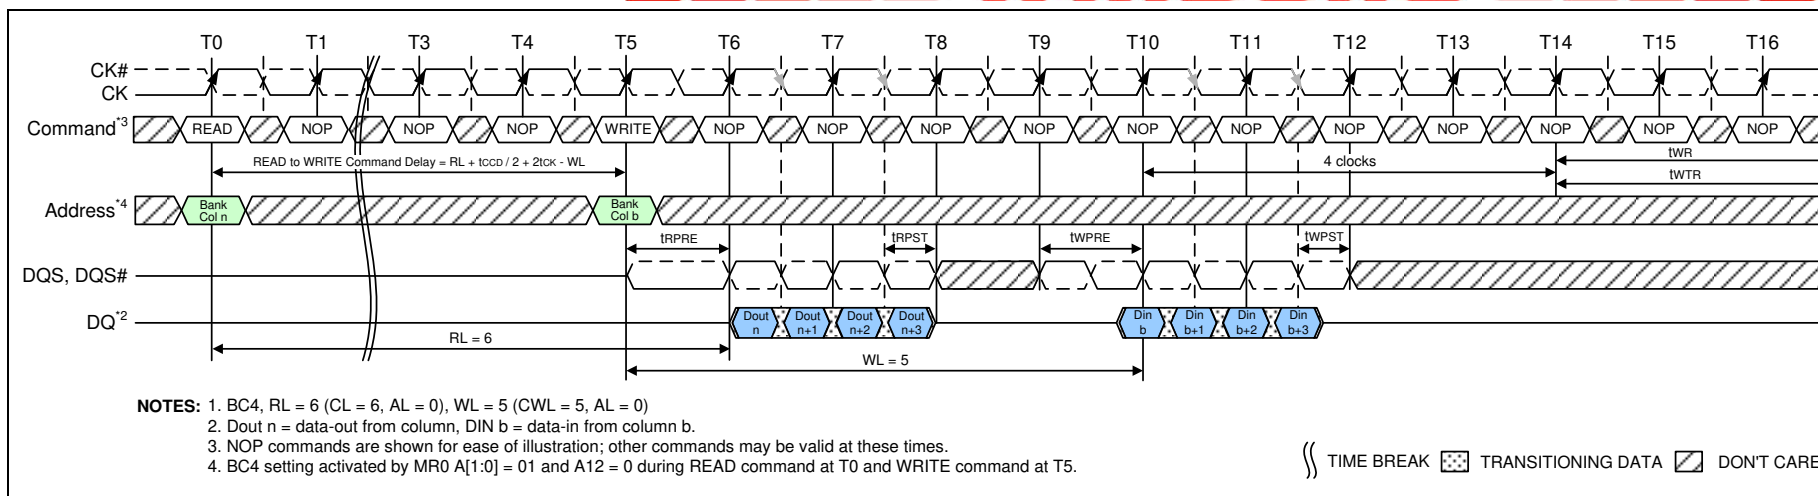 T0 T1 T3 T4 T5 T6 T7 T8 T9 T10 T11 T12 T13 T14 T15 T16
CK#
CK
Command*3 READ NOP NOP NOP WRITE NOP NOP NOP NOP NOP NOP NOP NOP NOP NOP NOP
READ to WRITE Command Delay = RL + tCCD / 2 + 2tCK - WL
4 clocks
tWR
tWTR
Address*4
Bank
Col n
Bank
Col b
tRPRE tRPST tWPRE tWPST
DQS, DQS#
DQ*2
Dout
n
Dout
n+1
Dout
n+2
Dout
n+3
Din
b
Din
b+1
Din
b+2
Din
b+3
RL = 6
WL = 5
NOTES: 1. BC4, RL = 6 (CL = 6, AL = 0), WL = 5 (CWL = 5, AL = 0)
2. Dout n = data-out from column, DIN b = data-in from column b.
3. NOP commands are shown for ease of illustration; other commands may be valid at these times.
4. BC4 setting activated by MR0 A[1:0] = 01 and A12 = 0 during READ command at T0 and WRITE command at T5.
TIME BREAK TRANSITIONING DATA DON'T CARE